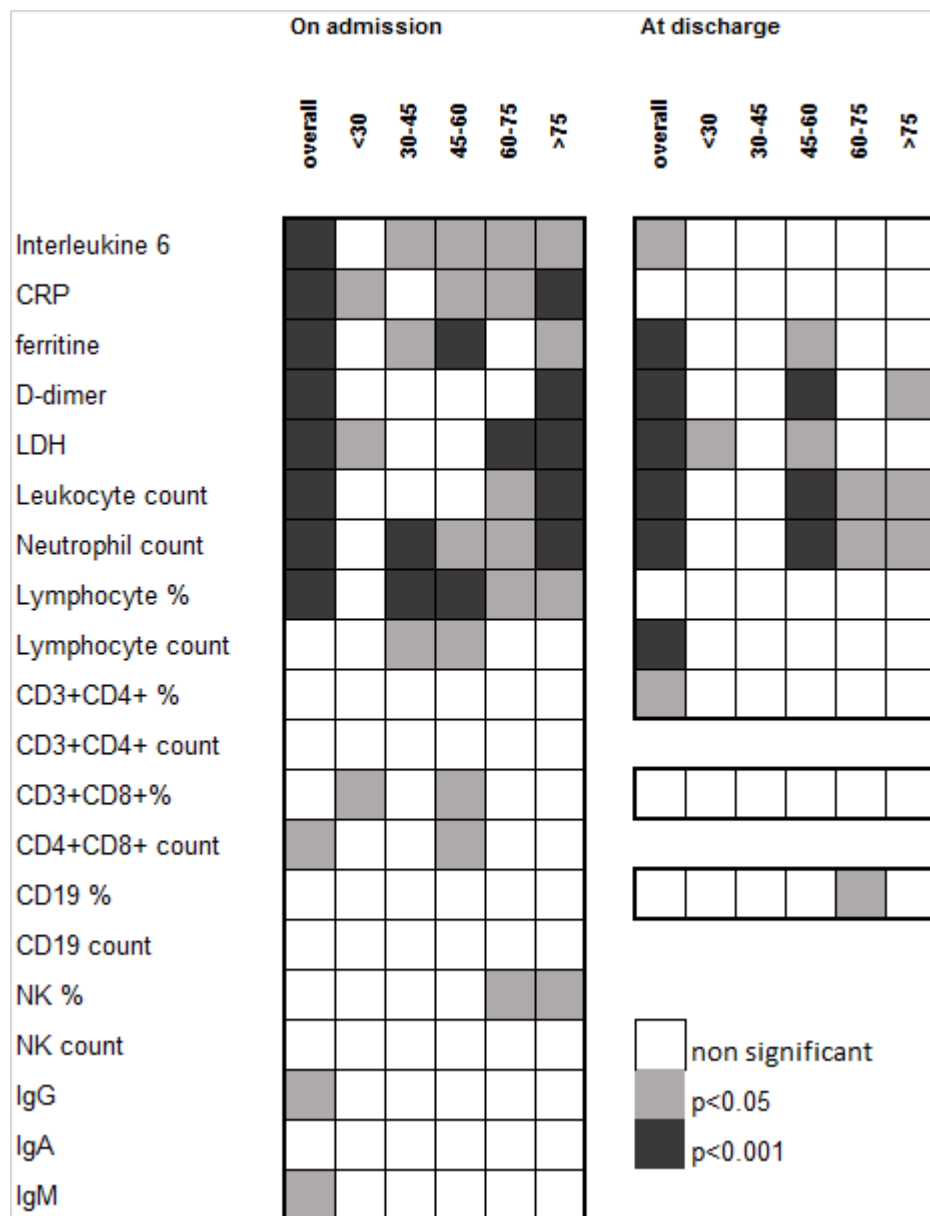 On admission At discharge
overall <30 30-45 45-60 60-75 >75 overall <30 30-45 45-60 60-75 >75
Interleukine 6
CRP
ferritine
D-dimer
LDH
Leukocyte count
Neutrophil count
Lymphocyte %
Lymphocyte count
CD3+CD4+ %
CD3+CD4+ count
CD3+CD8+%
CD4+CD8+ count
CD19 %
CD19 count
NK %
NK count
IgG
IgA
IgM
non significant
p<0.05
p<0.001